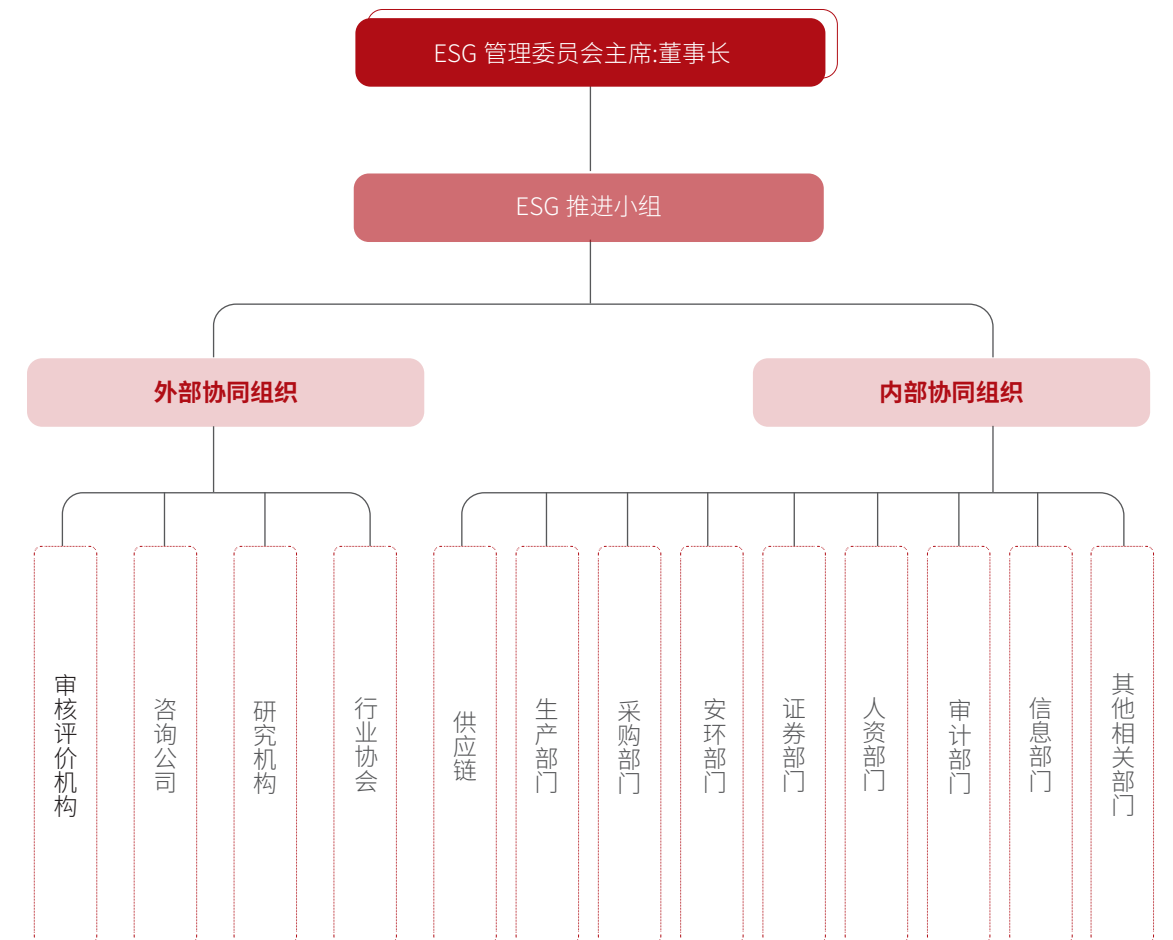 ESG 管理委员会主席:董事长
ESG 推进小组
外部协同组织
内部协同组织
审核评价机构
咨询公司
研究机构
行业协会
供应链
生产部门
采购部门
安环部门
证券部门
人资部门
审计部门
信息部门
其他相关部门